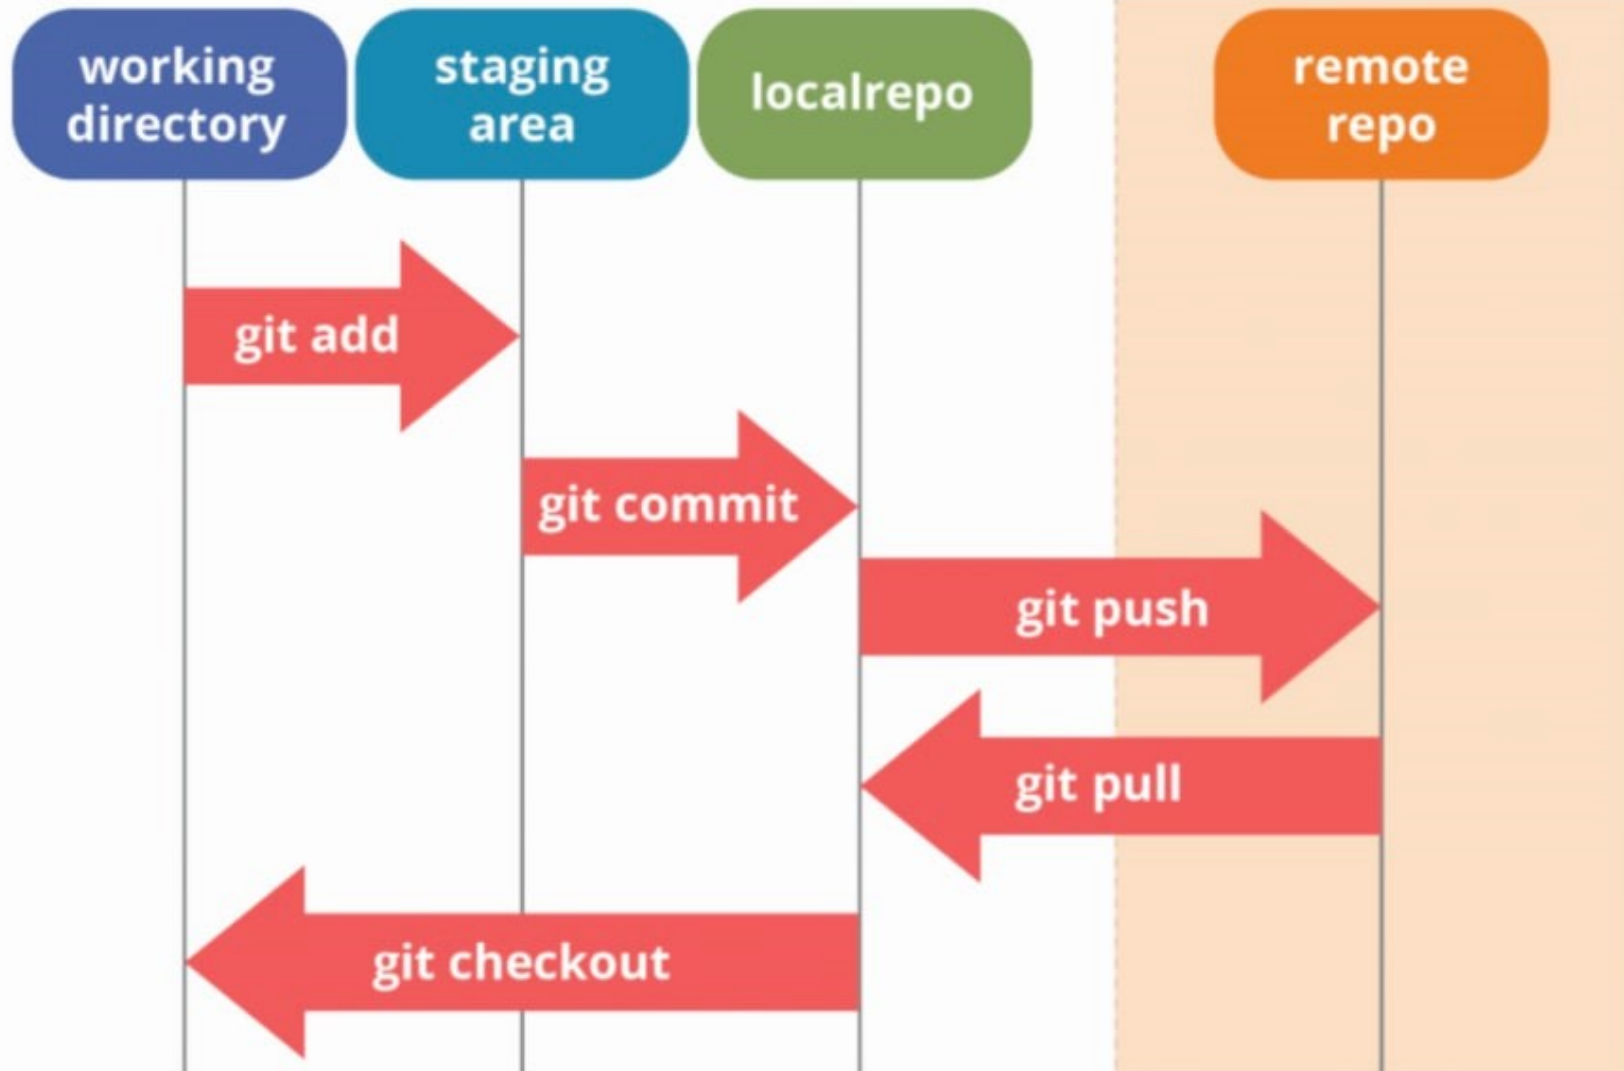 working
directory
staging
area
localrepo
remote
repo
git add
git commit
git push
git pull
git checkout